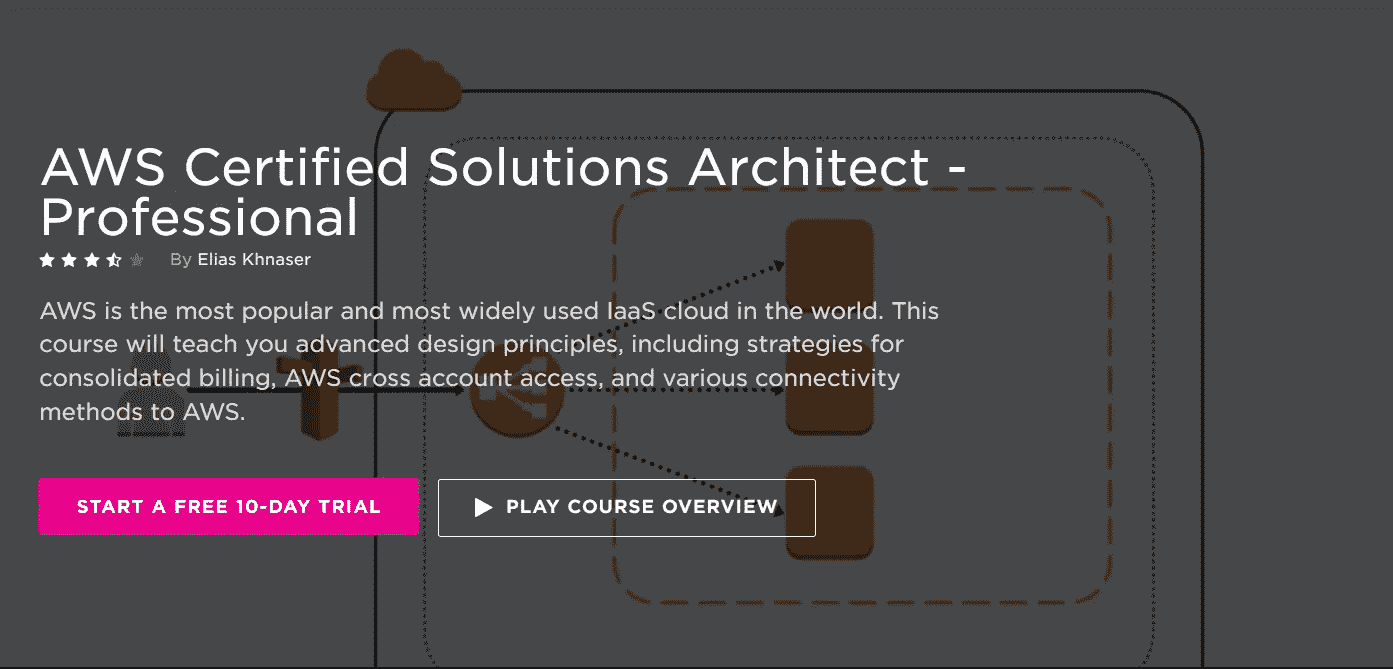 AWS Certified Solutions Architect -
Professional
By Elias Khnaser
AWS is the most popular and most widely used IaaS cloud in the world. This
course will teach you advanced design principles, including strategies for
consolidated billing, AWS cross account access, and various connectivity
methods to AWS.
START A FREE 10-DAY TRIAL
PLAY COURSE OVERVIEW